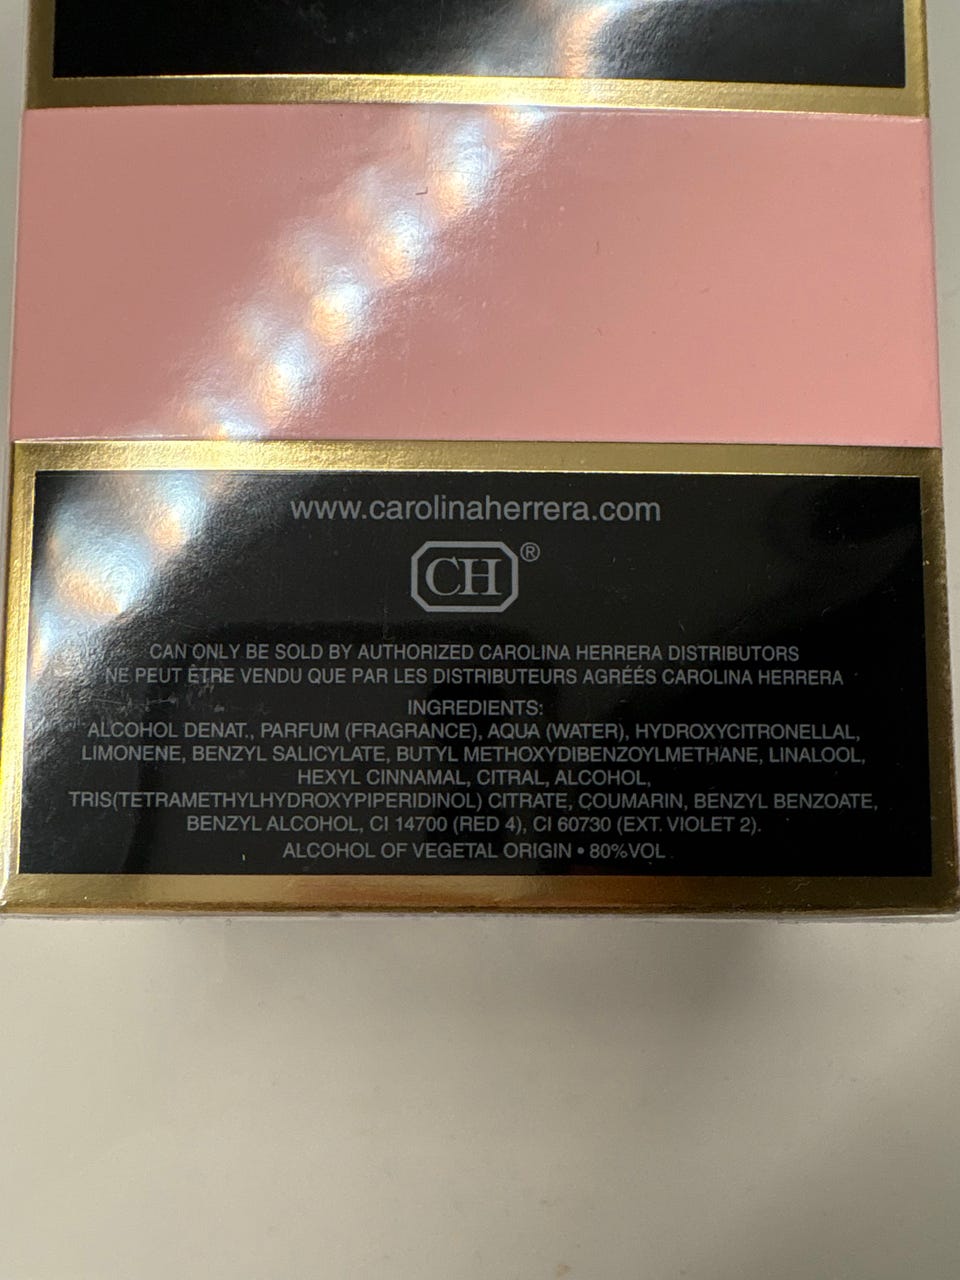 www.carolinaherrera.com
CH®
CAN ONLY BE SOLD BY AUTHORIZED CAROLINA HERRERA DISTRIBUTORS
NE PEUT ÊTRE VENDU QUE PAR LES DISTRIBUTEURS AGRÉÉS CAROLINA HERRERA
INGREDIENTS:
ALCOHOL DENAT., PARFUM (FRAGRANCE), AQUA (WATER), HYDROXYCITRONELLAL,
LIMONENE, BENZYL SALICYLATE, BUTYL METHOXYDIBENZOYLMETHANE, LINALOOL,
HEXYL CINNAMAL, CITRAL, ALCOHOL,
TRIS(TETRAMETHYLHYDROXYPIPERIDINOL) CITRATE, COUMARIN, BENZYL BENZOATE,
BENZYL ALCOHOL, CI 14700 (RED 4), CI 60730 (EXT. VIOLET 2).
ALCOHOL OF VEGETAL ORIGIN • 80%VOL